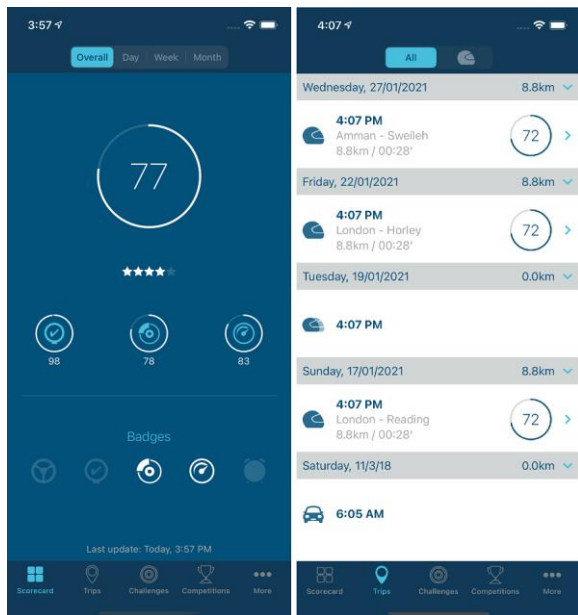 3:57
Overall Day Week Month
77
98 78 83
Badges
Last update: Today, 3:57 PM
Scorecard Trips Challenges Competitions More
4:07
All
Wednesday, 27/01/2021 8.8km
4:07 PM
Amman - Sweileh
8.8km / 00:28'
72
Friday, 22/01/2021 8.8km
4:07 PM
London - Horley
8.8km / 00:28'
72
Tuesday, 19/01/2021 0.0km
4:07 PM
Sunday, 17/01/2021 8.8km
4:07 PM
London - Reading
8.8km / 00:28'
72
Saturday, 11/3/18 0.0km
6:05 AM
Scorecard Trips Challenges Competitions More